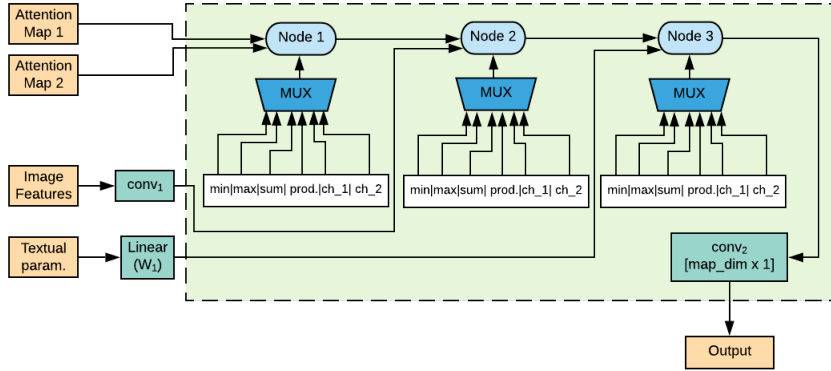 Attention
Map 1
Attention
Map 2
Node 1
Node 2
Node 3
MUX
MUX
MUX
min|max|sum| prod.|ch_1| ch_2
min|max|sum| prod.|ch_1| ch_2
min|max|sum| prod.|ch_1| ch_2
Image
Features
conv₁
Textual
param.
Linear
(W₁)
conv₂
[map_dim x 1]
Output